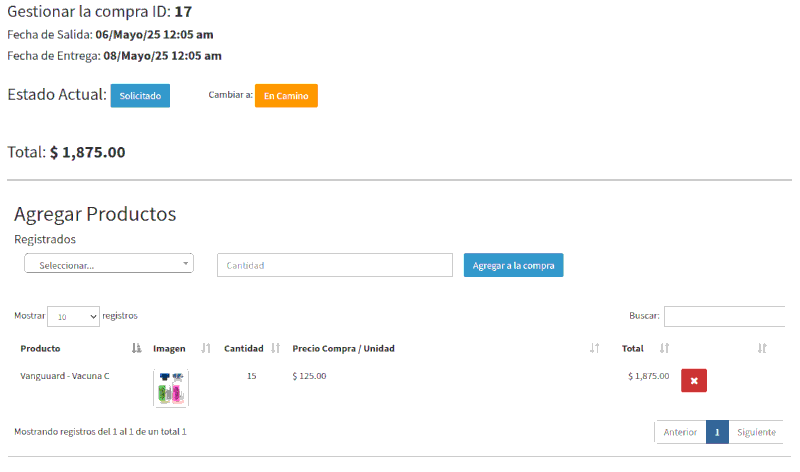 Gestionar la compra ID: 17
Fecha de Salida: 06/Mayo/25 12:05 am
Fecha de Entrega: 08/Mayo/25 12:05 am
Estado Actual: Solicitado Cambiar a: En Camino
Total: $ 1,875.00
Agregar Productos
Registrados
Seleccionar... Cantidad Agregar a la compra
Mostrar 10 registros Buscar:
Producto Imagen Cantidad Precio Compra / Unidad Total
Vanguuard - Vacuna C 15 $ 125.00 $ 1,875.00
Mostrando registros del 1 al 1 de un total 1 Anterior 1 Siguiente